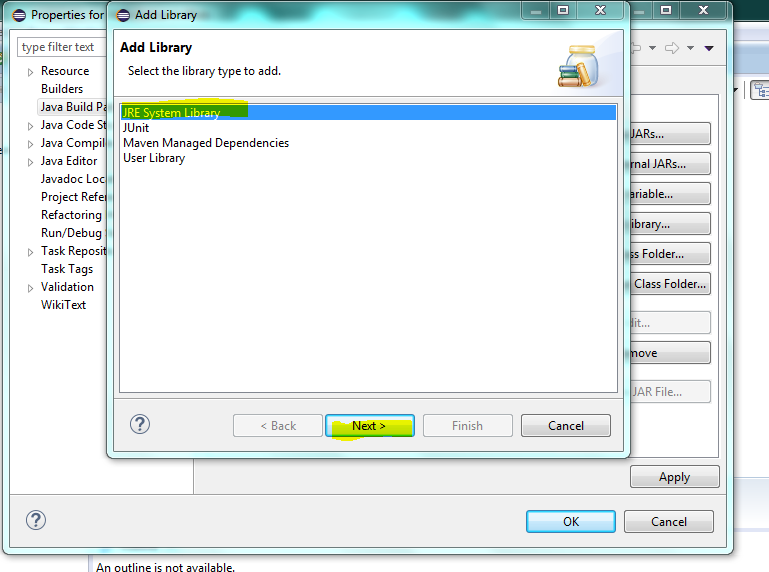 Properties for
Add Library
type filter text
Resource
Builders
Java Build Pa
Java Code St
Java Compil
Java Editor
Javadoc Loc
Project Refer
Refactoring
Run/Debug
Task Reposit
Task Tags
Validation
WikiText
Add Library
Select the library type to add.
JRE System Library
JUnit
Maven Managed Dependencies
User Library
< Back
Next >
Finish
Cancel
JARs...
rnal JARs...
ariable...
ibrary...
ss Folder...
Class Folder...
dit...
move
JAR File...
Apply
OK
Cancel
An outline is not available.